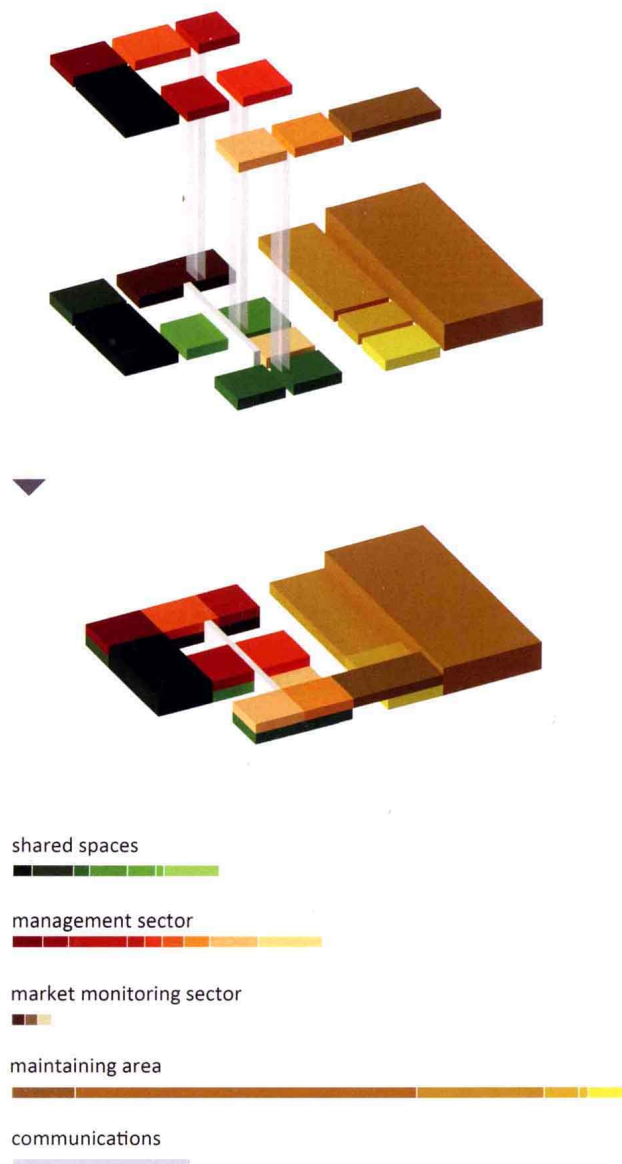 shared spaces
management sector
market monitoring sector
maintaining area
communications